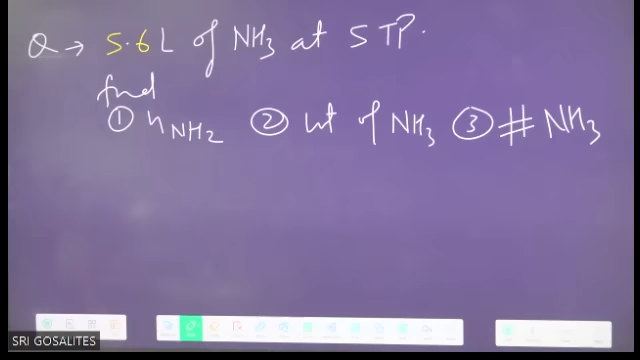 Q → 5.6 L of NH3 at STP.
find
① nNH2 ② wt of NH3 ③ # NH3
SRI GOSALITES